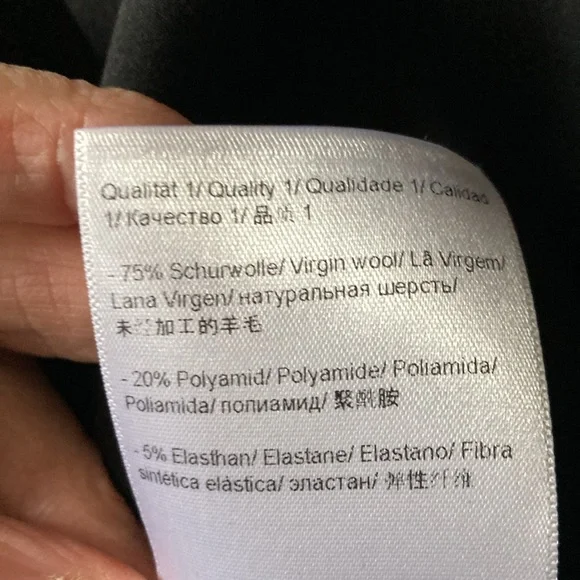 Qualität 1/ Quality 1/ Qualidade 1/ Calidad
1/ Качество 1/ 品质 1
- 75% Schurwolle/ Virgin wool/ Lã Virgem/
Lana Virgen/ натуральная шерсть/
未经加工的羊毛
- 20% Polyamid/ Polyamide/ Poliamida/
Poliamida/ полиамид/ 聚酰胺
- 5% Elasthan/ Elastane/ Elastano/ Fibra
sintética elástica/ эластан/ 弹性纤维